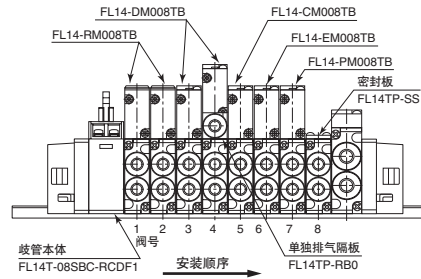 FL14-DM008TB
FL14-RM008TB
FL14-CM008TB
FL14-EM008TB
FL14-PM008TB
密封板
FL14TP-SS
1 2 3 4 5 6 7 8
阀号
歧管本体
FL14T-08SBC-RCDF1
安装顺序
单独排气隔板
FL14TP-RB0